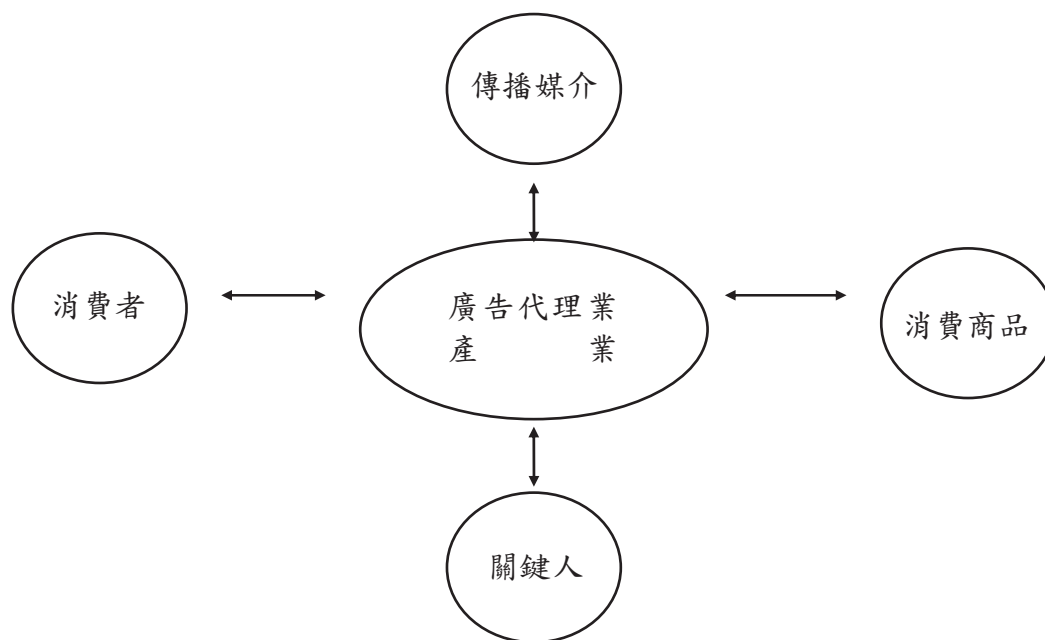 傳播媒介
消費者
廣告代理業
產業
消費商品
關鍵人